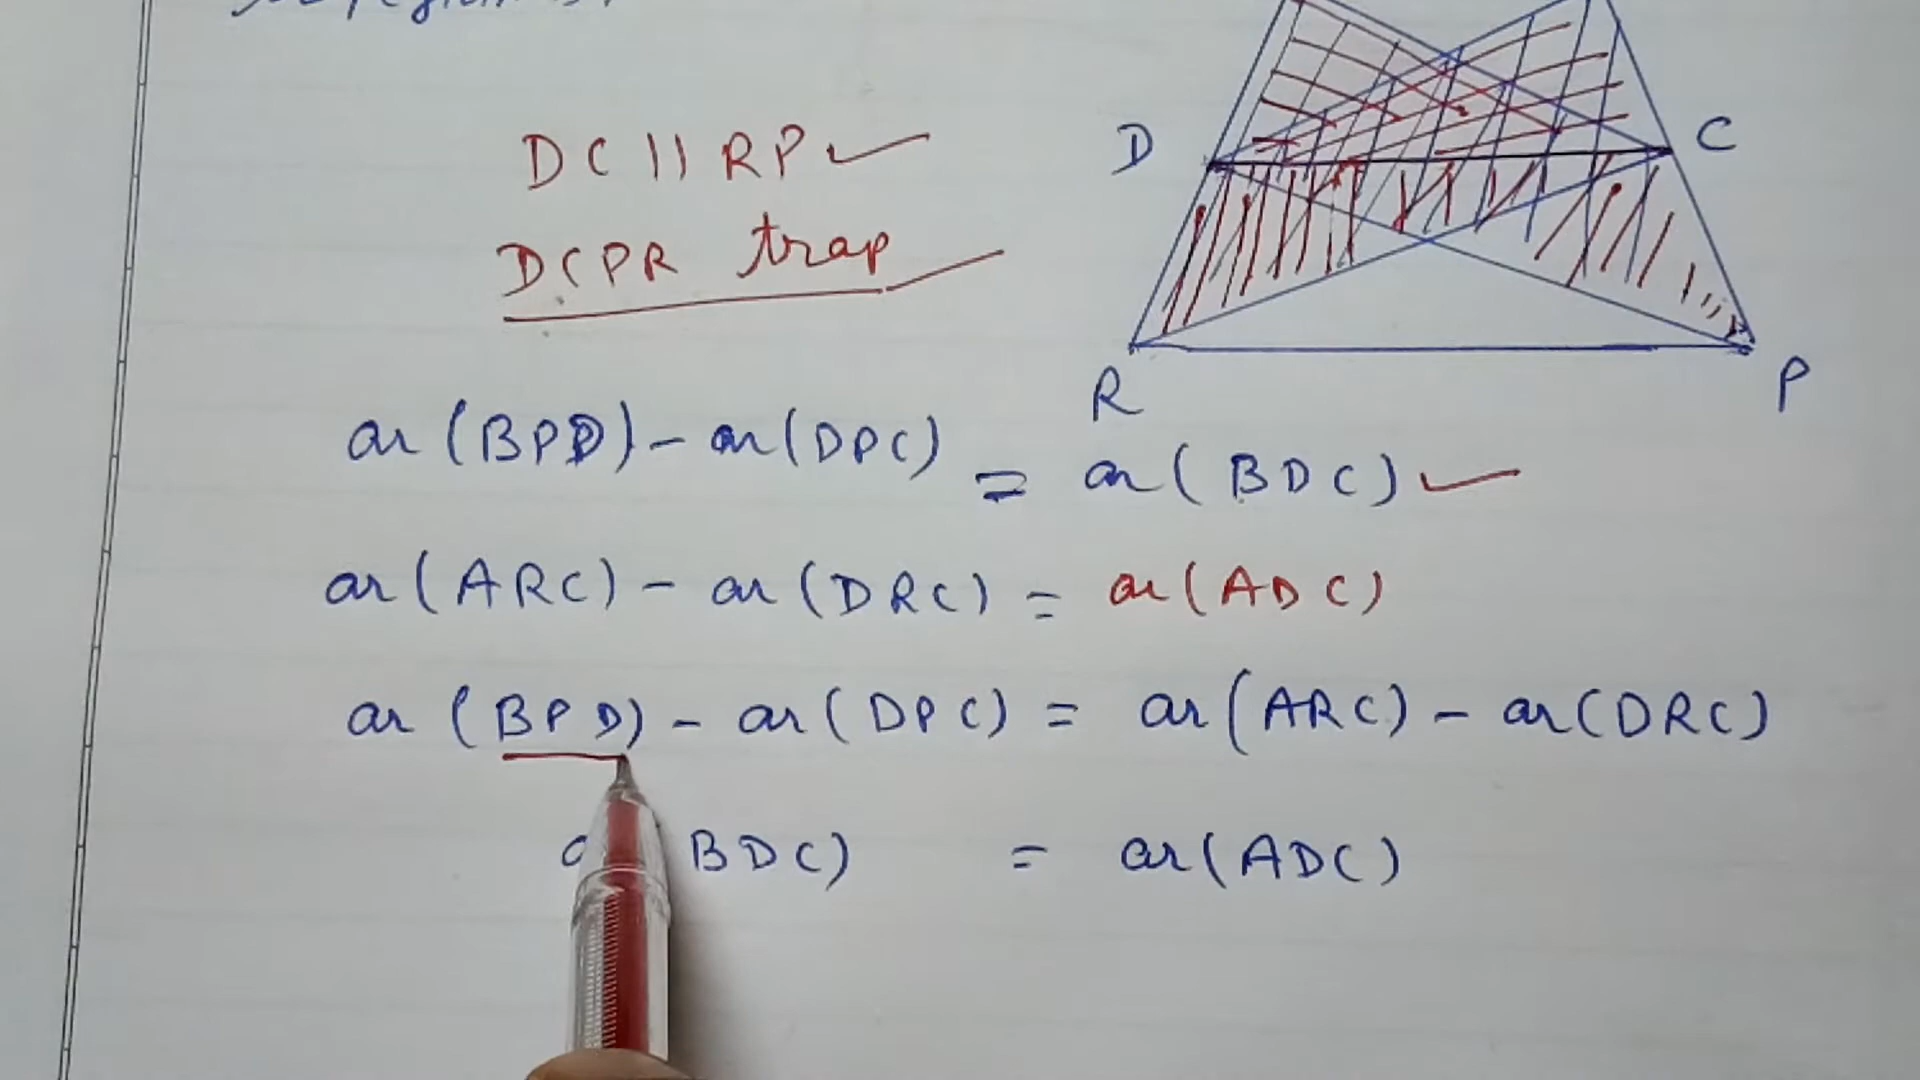 D C
DC || RP
DCPR trap
R P
ar (BPD) - ar (DPC) = ar (BDC)
ar (ARC) - ar (DRC) = ar (ADC)
ar (BPD) - ar (DPC) = ar (ARC) - ar (DRC)
BDC) = ar (ADC)